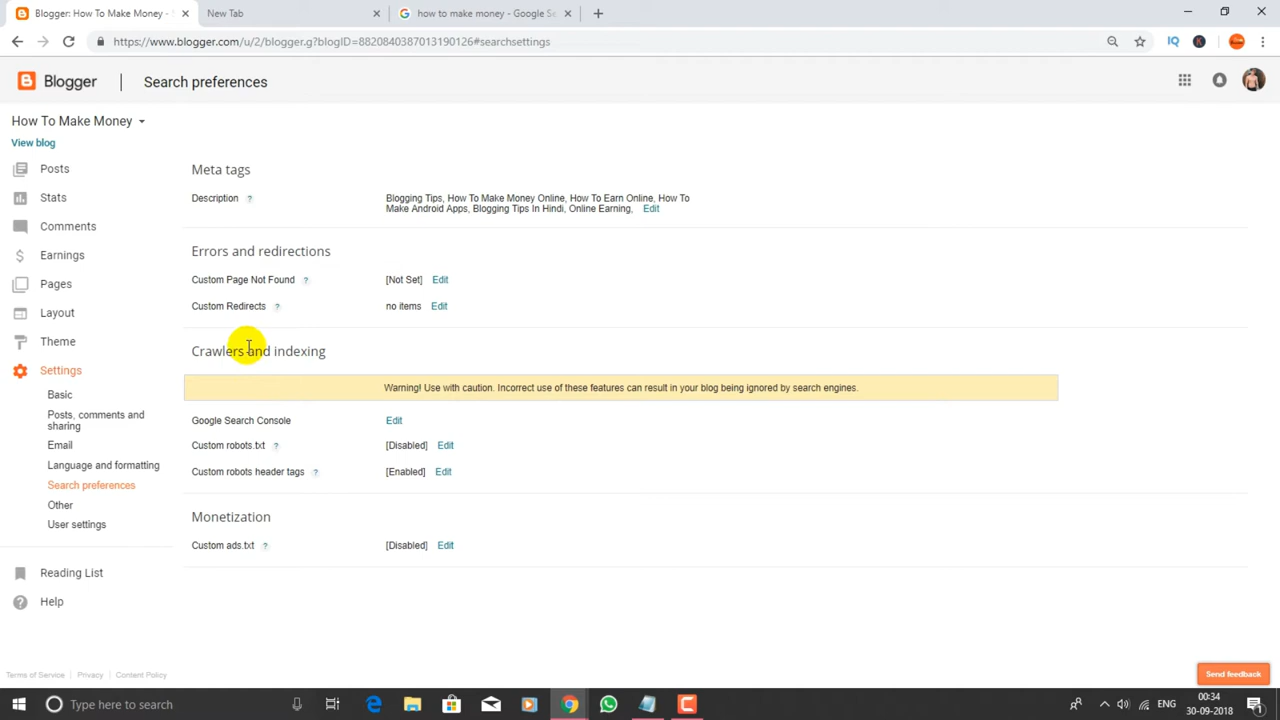 Blogger: How To Make Money -
New Tab
how to make money - Google Se
https://www.blogger.com/u/2/blogger.g?blogID=8820840387013190126#searchsettings
IQ
Blogger
Search preferences
How To Make Money
View blog
Posts
Stats
Comments
Earnings
Pages
Layout
Theme
Settings
Basic
Posts, comments and
sharing
Email
Language and formatting
Search preferences
Other
User settings
Reading List
Help
Meta tags
Description ?
Blogging Tips, How To Make Money Online, How To Earn Online, How To
Make Android Apps, Blogging Tips In Hindi, Online Earning, Edit
Errors and redirections
Custom Page Not Found ? [Not Set] Edit
Custom Redirects ? no items Edit
Crawlers and indexing
Warning! Use with caution. Incorrect use of these features can result in your blog being ignored by search engines.
Google Search Console Edit
Custom robots.txt ? [Disabled] Edit
Custom robots header tags ? [Enabled] Edit
Monetization
Custom ads.txt ? [Disabled] Edit
Terms of Service | Privacy | Content Policy
Send feedback
Type here to search
ENG
00:34
30-09-2018